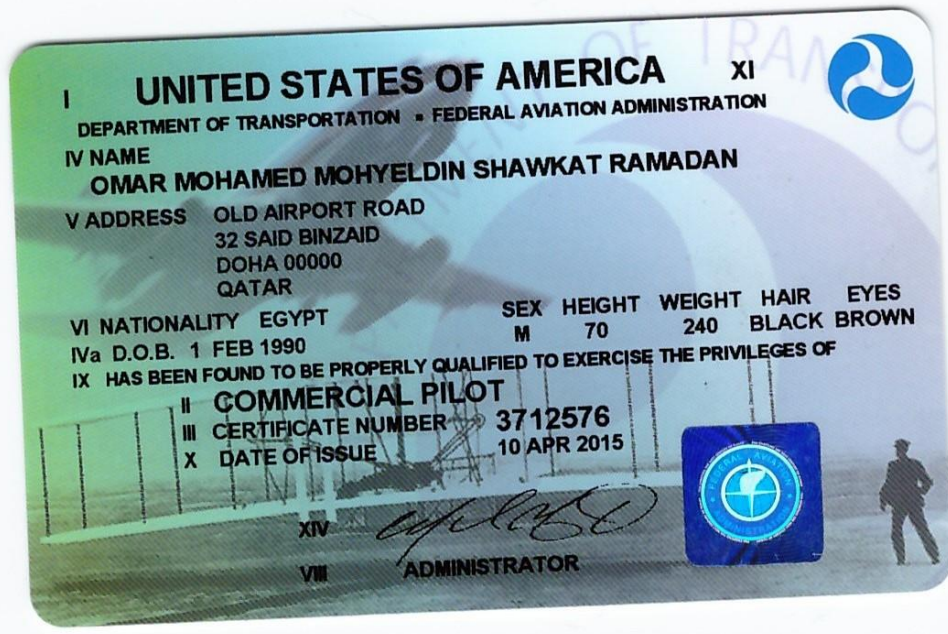 I UNITED STATES OF AMERICA XI
DEPARTMENT OF TRANSPORTATION ▪ FEDERAL AVIATION ADMINISTRATION
IV NAME
OMAR MOHAMED MOHYELDIN SHAWKAT RAMADAN
V ADDRESS OLD AIRPORT ROAD
32 SAID BINZAID
DOHA 00000
QATAR
SEX HEIGHT WEIGHT HAIR EYES
VI NATIONALITY EGYPT M 70 240 BLACK BROWN
IVa D.O.B. 1 FEB 1990
IX HAS BEEN FOUND TO BE PROPERLY QUALIFIED TO EXERCISE THE PRIVILEGES OF
II COMMERCIAL PILOT
III CERTIFICATE NUMBER 3712576
X DATE OF ISSUE 10 APR 2015
FEDERAL AVIATION ADMINISTRATION
XIV
VIII ADMINISTRATOR